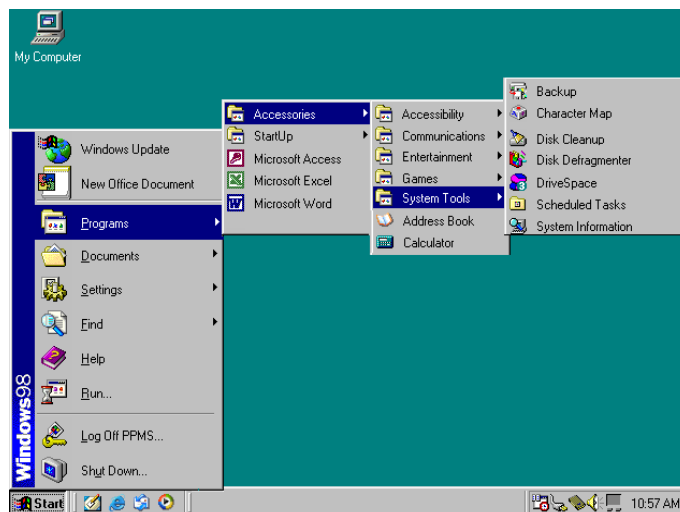 My Computer
Windows Update
New Office Document
Programs
Documents
Settings
Find
Help
Run...
Log Off PPMS...
Shut Down...
Windows98
Accessories
StartUp
Microsoft Access
Microsoft Excel
Microsoft Word
Accessibility
Communications
Entertainment
Games
System Tools
Address Book
Calculator
Backup
Character Map
Disk Cleanup
Disk Defragmenter
DriveSpace
Scheduled Tasks
System Information
Start
10:57 AM